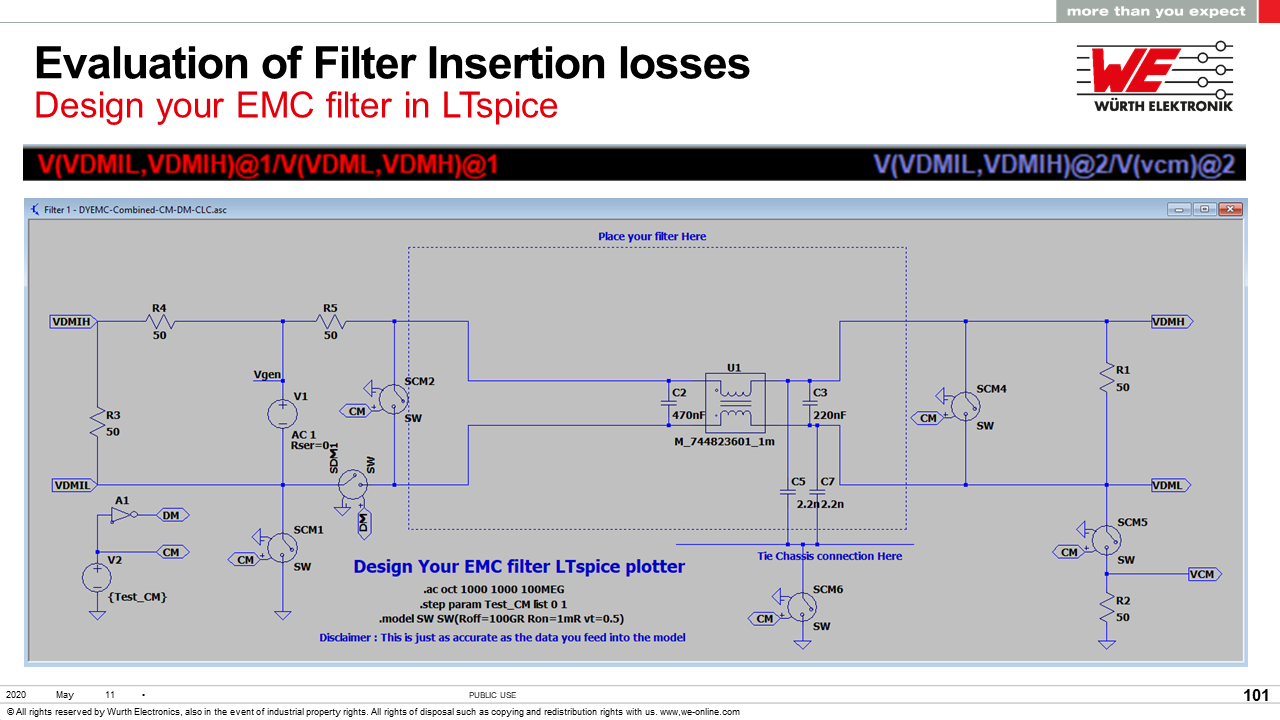 more than you expect
Evaluation of Filter Insertion losses
Design your EMC filter in LTspice
WE
WÜRTH ELEKTRONIK
V(VDMIL,VDMIH)@1/V(VDML,VDMH)@1
V(VDMIL,VDMIH)@2/V(vcm)@2
Filter 1 - DYEMC-Combined-CM-DM-CLC.asc
Place your filter Here
VDMIH
R4
50
R5
50
VDMH
Vgen
V1
AC 1
Rser=0
R3
50
SCM2
CM
SW
C2
470nF
U1
M_744823601_1m
C3
220nF
SCM4
CM
SW
R1
50
VDMIL
SDM1
SW
DM
C5
2.2n
C7
2.2n
VDML
A1
DM
CM
V2
{Test_CM}
SCM1
CM
SW
SCM5
CM
SW
VCM
R2
50
Tie Chassis connection Here
SCM6
CM
SW
Design Your EMC filter LTspice plotter
.ac oct 1000 1000 100MEG
.step param Test_CM list 0 1
.model SW SW(Roff=100GR Ron=1mR vt=0.5)
Disclaimer : This is just as accurate as the data you feed into the model
2020 May 11 •
PUBLIC USE
101
© All rights reserved by Wurth Electronics, also in the event of industrial property rights. All rights of disposal such as copying and redistribution rights with us. www,we-online.com